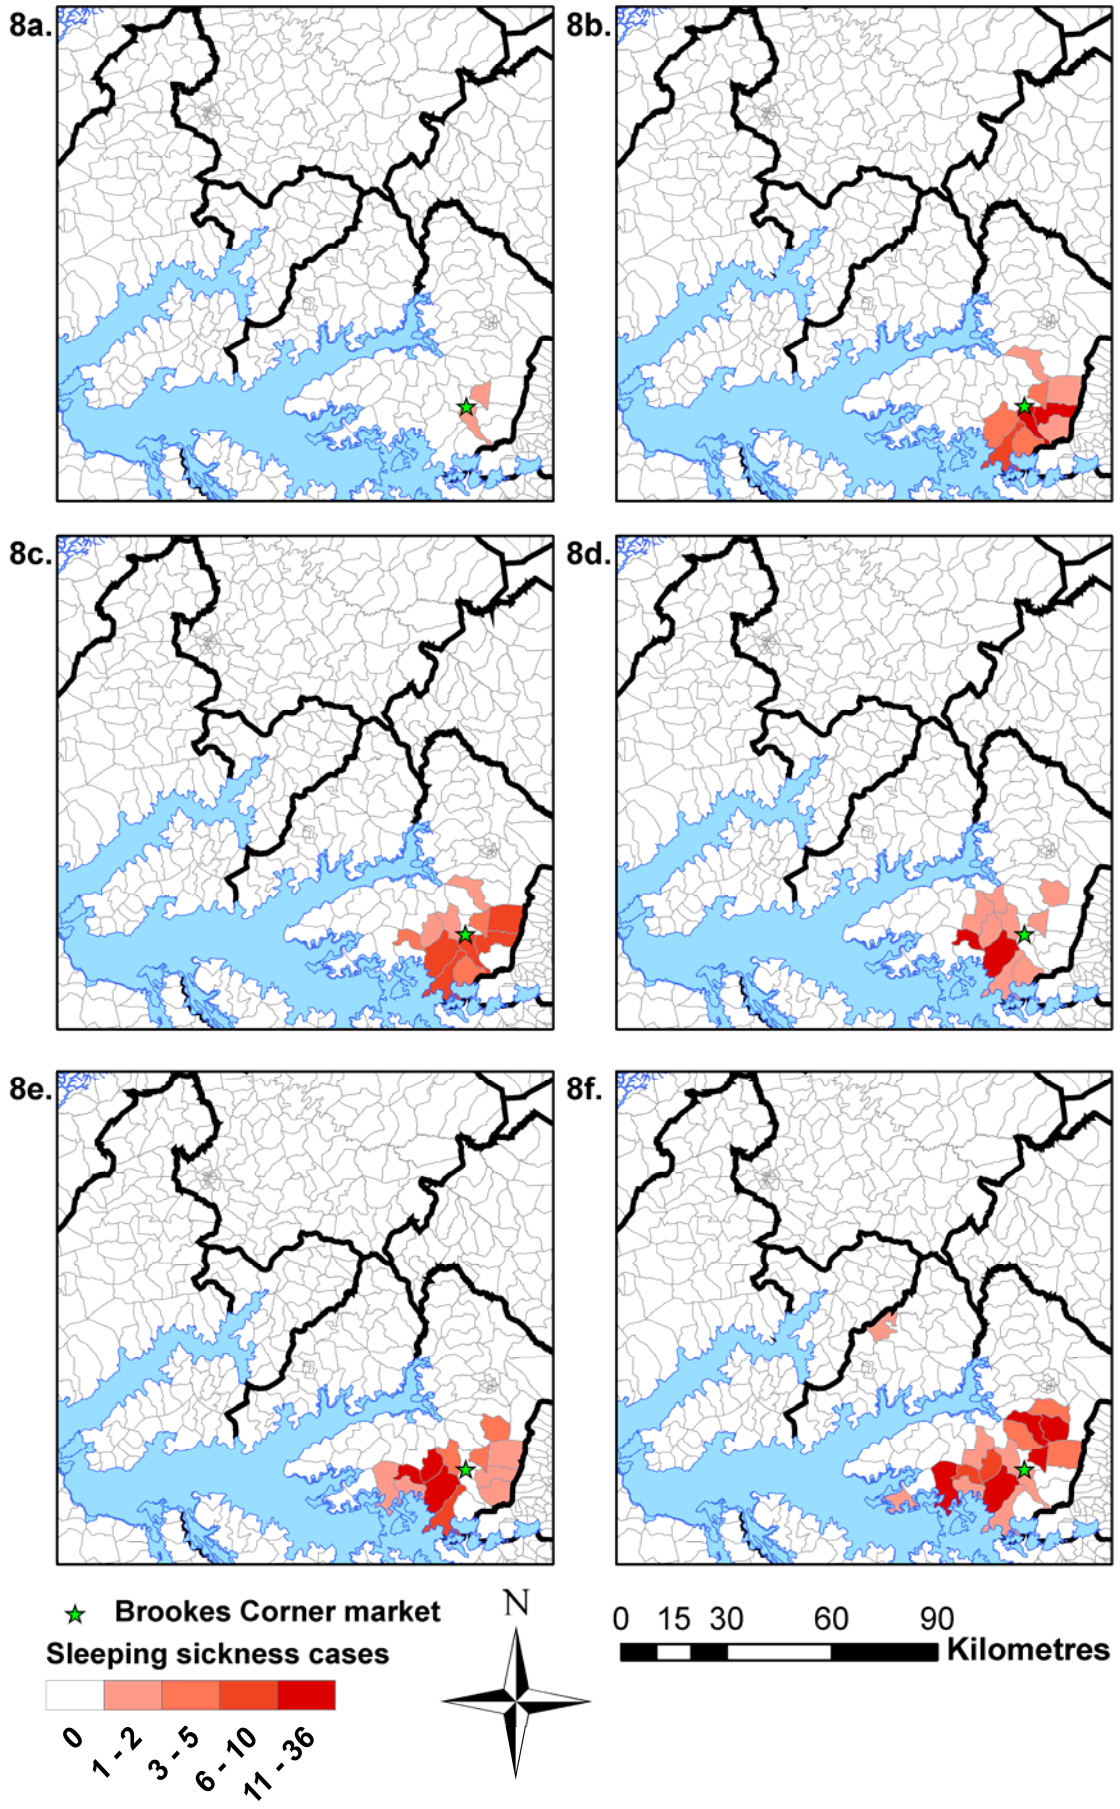 8a.
8b.
8c.
8d.
8e.
8f.
Brookes Corner market
Sleeping sickness cases
0
1 - 2
3 - 5
6 - 10
11 - 36
N
0 15 30 60 90
Kilometres